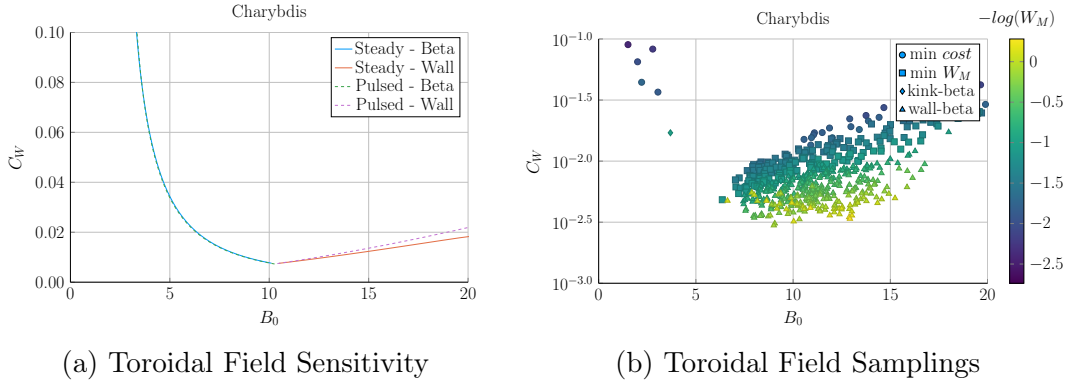 Charybdis
0.10
0.08
0.06
0.04
0.02
0.00
C_W
0 5 10 15 20
B_0
Steady - Beta
Steady - Wall
Pulsed - Beta
Pulsed - Wall
(a) Toroidal Field Sensitivity
Charybdis
10^{-1.0}
10^{-1.5}
10^{-2.0}
10^{-2.5}
10^{-3.0}
C_W
0 5 10 15 20
B_0
min cost
min W_M
kink-beta
wall-beta
-log(W_M)
0
-0.5
-1
-1.5
-2
-2.5
(b) Toroidal Field Samplings